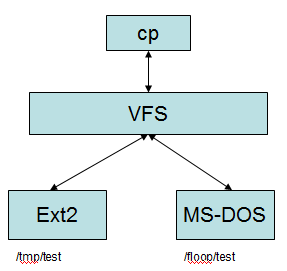 cp
VFS
Ext2
MS-DOS
/tmp/test
/floop/test